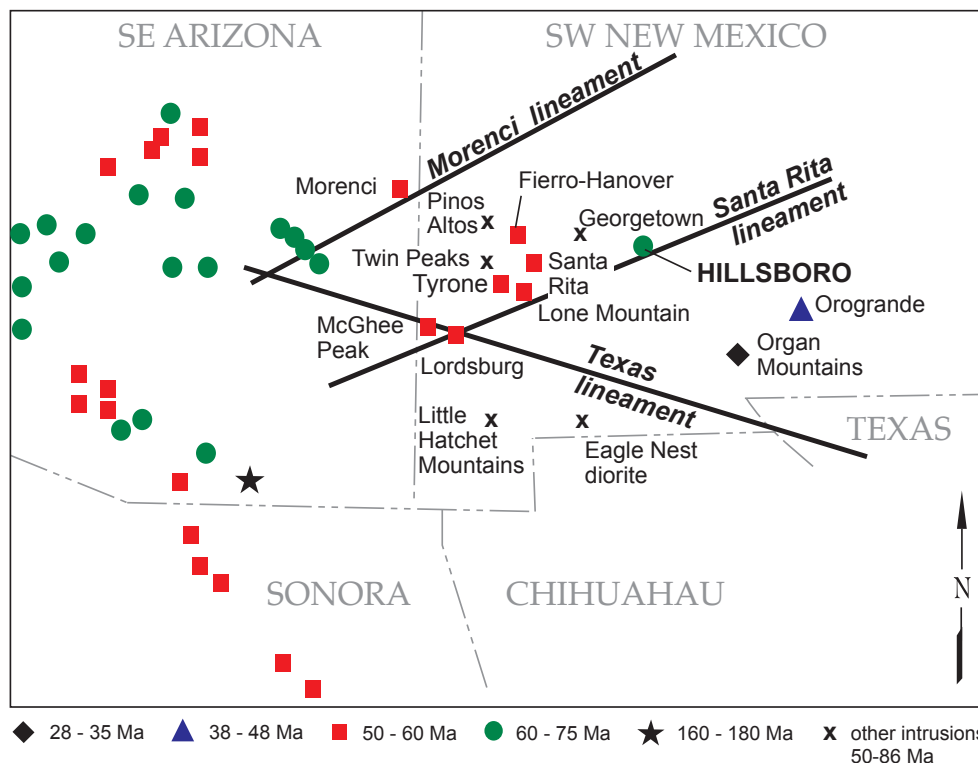 SE ARIZONA
SW NEW MEXICO
Morenci lineament
Santa Rita
lineament
Morenci
Fierro-Hanover
Pinos
Altos
x
Georgetown
x
Twin Peaks
x
Santa
Rita
Tyrone
HILLSBORO
Lone Mountain
Orogrande
McGhee
Peak
Lordsburg
Organ
Mountains
Texas
lineament
Little
Hatchet
Mountains
x
x
Eagle Nest
diorite
TEXAS
SONORA
CHIHUAHAU
N
28 - 35 Ma
38 - 48 Ma
50 - 60 Ma
60 - 75 Ma
160 - 180 Ma
x other intrusions
50-86 Ma